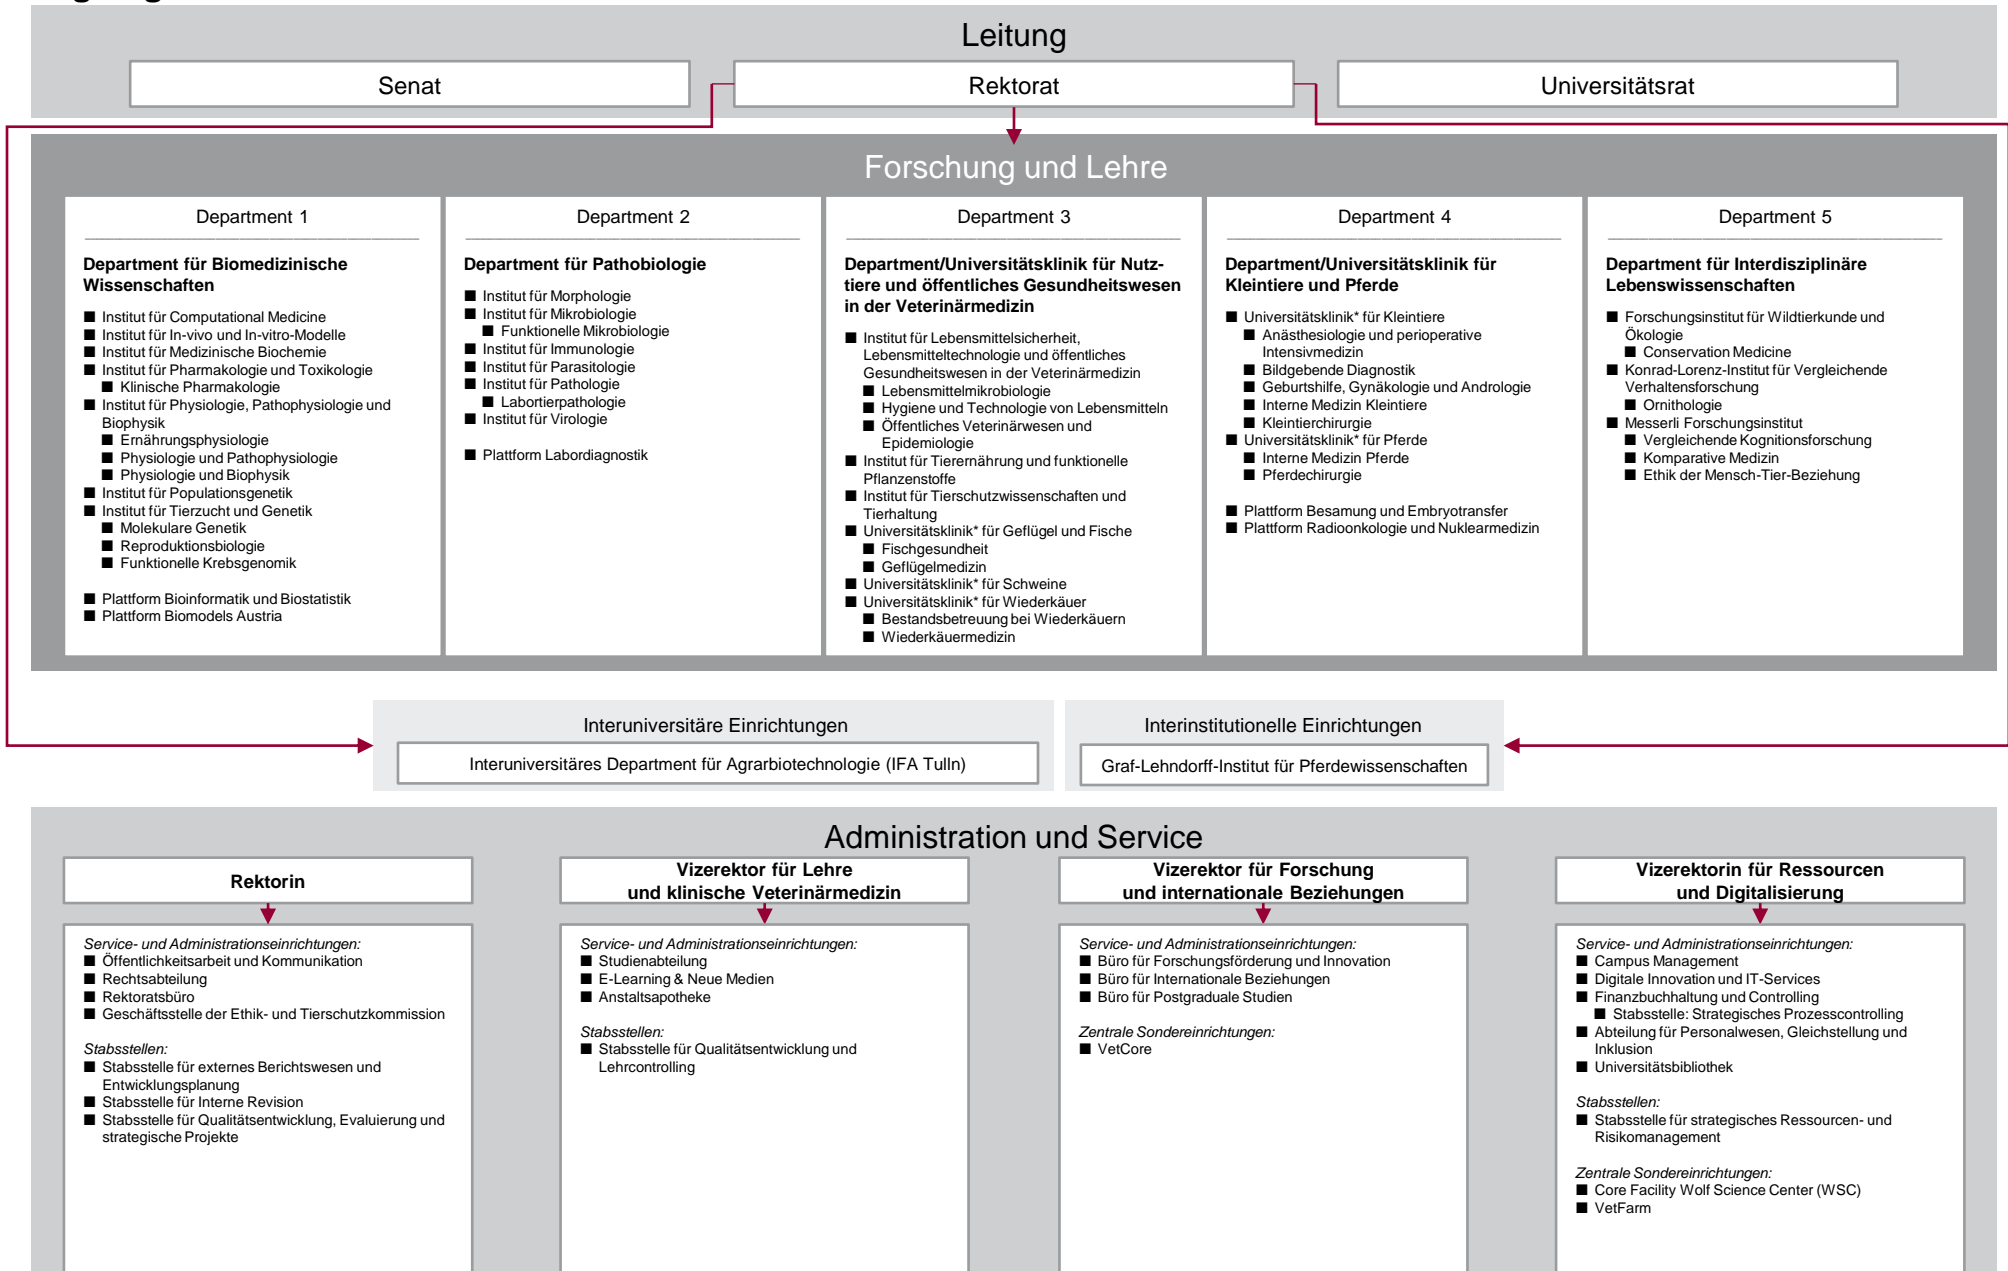 Leitung
Senat
Rektorat
Universitätsrat
Forschung und Lehre
Department 1
Department für Biomedizinische
Wissenschaften
■ Institut für Computational Medicine
■ Institut für In-vivo und In-vitro-Modelle
■ Institut für Medizinische Biochemie
■ Institut für Pharmakologie und Toxikologie
■ Klinische Pharmakologie
■ Institut für Physiologie, Pathophysiologie und
Biophysik
■ Ernährungsphysiologie
■ Physiologie und Pathophysiologie
■ Physiologie und Biophysik
■ Institut für Populationsgenetik
■ Institut für Tierzucht und Genetik
■ Molekulare Genetik
■ Reproduktionsbiologie
■ Funktionelle Krebsgenomik
■ Plattform Bioinformatik und Biostatistik
■ Plattform Biomodels Austria
Department 2
Department für Pathobiologie
■ Institut für Morphologie
■ Institut für Mikrobiologie
■ Funktionelle Mikrobiologie
■ Institut für Immunologie
■ Institut für Parasitologie
■ Institut für Pathologie
■ Labortierpathologie
■ Institut für Virologie
■ Plattform Labordiagnostik
Department 3
Department/Universitätsklinik für Nutz-
tiere und öffentliches Gesundheitswesen
in der Veterinärmedizin
■ Institut für Lebensmittelsicherheit,
Lebensmitteltechnologie und öffentliches
Gesundheitswesen in der Veterinärmedizin
■ Lebensmittelmikrobiologie
■ Hygiene und Technologie von Lebensmitteln
■ Öffentliches Veterinärwesen und
Epidemiologie
■ Institut für Tierernährung und funktionelle
Pflanzenstoffe
■ Institut für Tierschutzwissenschaften und
Tierhaltung
■ Universitätsklinik* für Geflügel und Fische
■ Fischgesundheit
■ Geflügelmedizin
■ Universitätsklinik* für Schweine
■ Universitätsklinik* für Wiederkäuer
■ Bestandsbetreuung bei Wiederkäuern
■ Wiederkäuermedizin
Department 4
Department/Universitätsklinik für
Kleintiere und Pferde
■ Universitätsklinik* für Kleintiere
■ Anästhesiologie und perioperative
Intensivmedizin
■ Bildgebende Diagnostik
■ Geburtshilfe, Gynäkologie und Andrologie
■ Interne Medizin Kleintiere
■ Kleintierchirurgie
■ Universitätsklinik* für Pferde
■ Interne Medizin Pferde
■ Pferdechirurgie
■ Plattform Besamung und Embryotransfer
■ Plattform Radioonkologie und Nuklearmedizin
Department 5
Department für Interdisziplinäre
Lebenswissenschaften
■ Forschungsinstitut für Wildtierkunde und
Ökologie
■ Conservation Medicine
■ Konrad-Lorenz-Institut für Vergleichende
Verhaltensforschung
■ Ornithologie
■ Messerli Forschungsinstitut
■ Vergleichende Kognitionsforschung
■ Komparative Medizin
■ Ethik der Mensch-Tier-Beziehung
Interuniversitäre Einrichtungen
Interuniversitäres Department für Agrarbiotechnologie (IFA Tulln)
Interinstitutionelle Einrichtungen
Graf-Lehndorff-Institut für Pferdewissenschaften
Administration und Service
Rektorin
Service- und Administrationseinrichtungen:
■ Öffentlichkeitsarbeit und Kommunikation
■ Rechtsabteilung
■ Rektoratsbüro
■ Geschäftsstelle der Ethik- und Tierschutzkommission
Stabsstellen:
■ Stabsstelle für externes Berichtswesen und
Entwicklungsplanung
■ Stabsstelle für Interne Revision
■ Stabsstelle für Qualitätsentwicklung, Evaluierung und
strategische Projekte
Vizerektor für Lehre
und klinische Veterinärmedizin
Service- und Administrationseinrichtungen:
■ Studienabteilung
■ E-Learning & Neue Medien
■ Anstaltsapotheke
Stabsstellen:
■ Stabsstelle für Qualitätsentwicklung und
Lehrcontrolling
Vizerektor für Forschung
und internationale Beziehungen
Service- und Administrationseinrichtungen:
■ Büro für Forschungsförderung und Innovation
■ Büro für Internationale Beziehungen
■ Büro für Postgraduale Studien
Zentrale Sondereinrichtungen:
■ VetCore
Vizerektorin für Ressourcen
und Digitalisierung
Service- und Administrationseinrichtungen:
■ Campus Management
■ Digitale Innovation und IT-Services
■ Finanzbuchhaltung und Controlling
■ Stabsstelle: Strategisches Prozesscontrolling
■ Abteilung für Personalwesen, Gleichstellung und
Inklusion
■ Universitätsbibliothek
Stabsstellen:
■ Stabsstelle für strategisches Ressourcen- und
Risikomanagement
Zentrale Sondereinrichtungen:
■ Core Facility Wolf Science Center (WSC)
■ VetFarm